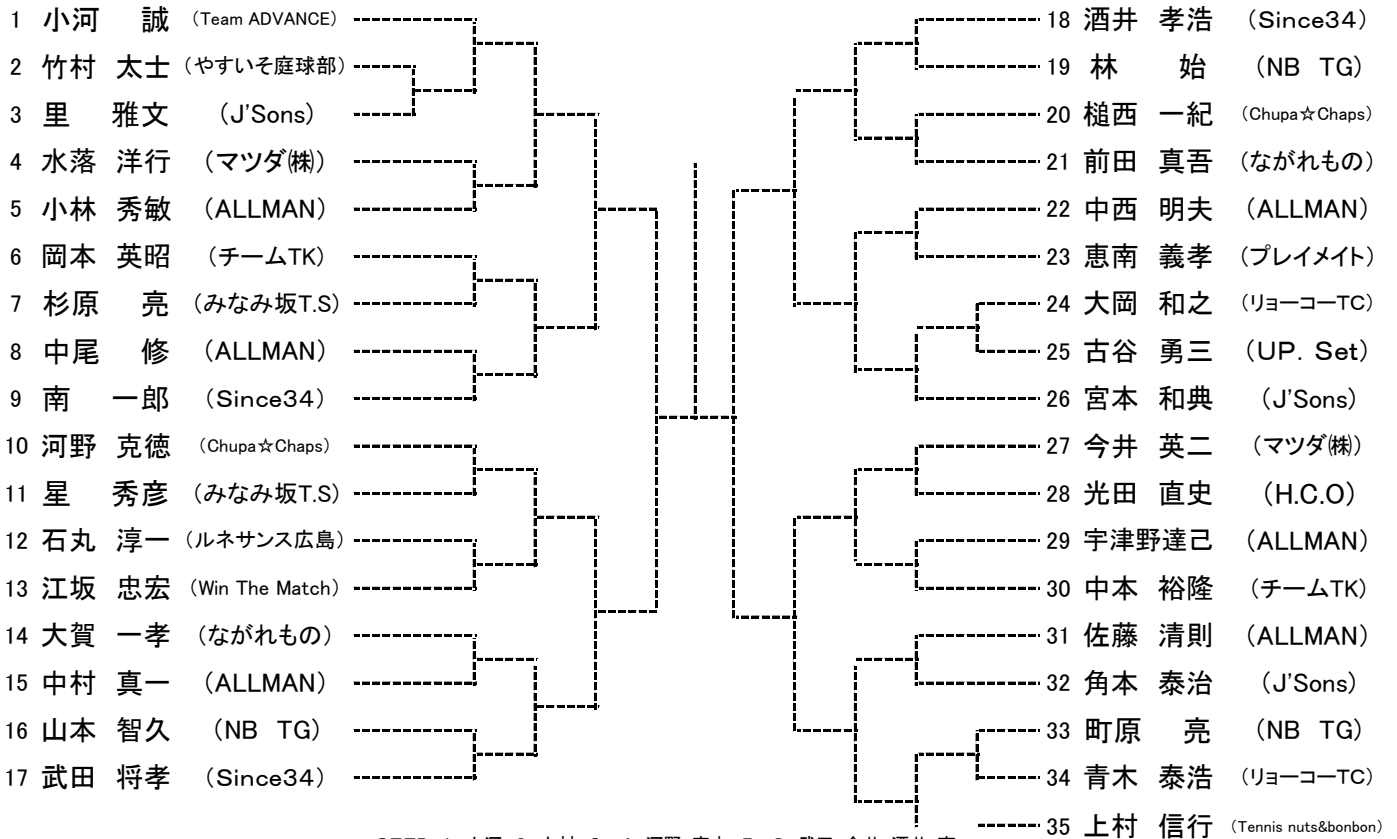 1 小河 誠 (Team ADVANCE)
2 竹村 太士 (やすいそ庭球部)
3 里 雅文 (J'Sons)
4 水落 洋行 (マツダ㈱)
5 小林 秀敏 (ALLMAN)
6 岡本 英昭 (チームTK)
7 杉原 亮 (みなみ坂T.S)
8 中尾 修 (ALLMAN)
9 南 一郎 (Since34)
10 河野 克徳 (Chupa☆Chaps)
11 星 秀彦 (みなみ坂T.S)
12 石丸 淳一 (ルネサンス広島)
13 江坂 忠宏 (Win The Match)
14 大賀 一孝 (ながれもの)
15 中村 真一 (ALLMAN)
16 山本 智久 (NB TG)
17 武田 将孝 (Since34)
18 酒井 孝浩 (Since34)
19 林 始 (NB TG)
20 槌西 一紀 (Chupa☆Chaps)
21 前田 真吾 (ながれもの)
22 中西 明夫 (ALLMAN)
23 恵南 義孝 (プレイメイト)
24 大岡 和之 (リョーコーTC)
25 古谷 勇三 (UP. Set)
26 宮本 和典 (J'Sons)
27 今井 英二 (マツダ㈱)
28 光田 直史 (H.C.O)
29 宇津野達己 (ALLMAN)
30 中本 裕隆 (チームTK)
31 佐藤 清則 (ALLMAN)
32 角本 泰治 (J'Sons)
33 町原 亮 (NB TG)
34 青木 泰浩 (リョーコーTC)
35 上村 信行 (Tennis nuts&bonbon)